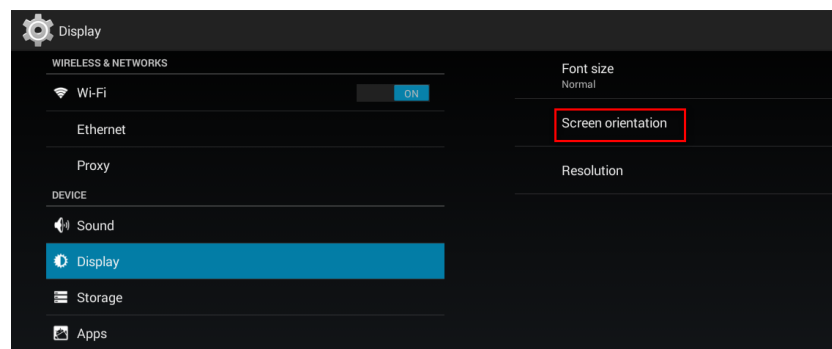 Display
WIRELESS & NETWORKS
Wi-Fi
ON
Ethernet
Proxy
DEVICE
Sound
Display
Storage
Apps
Font size
Normal
Screen orientation
Resolution